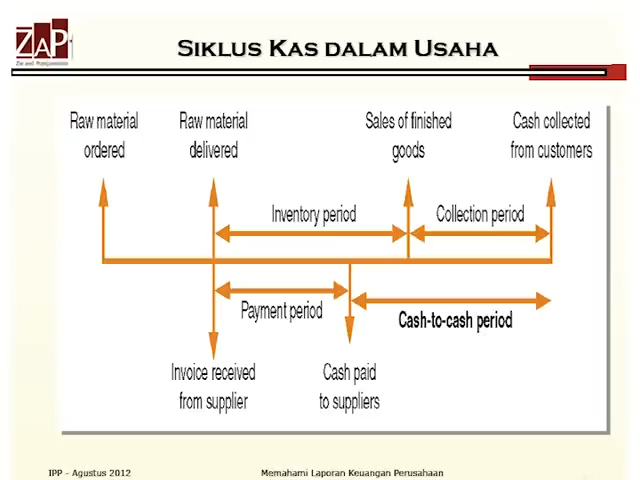 ZAP
SIKLUS KAS DALAM USAHA
Raw material
ordered
Raw material
delivered
Sales of finished
goods
Cash collected
from customers
Inventory period
Collection period
Payment period
Cash-to-cash period
Invoice received
from supplier
Cash paid
to suppliers
IPP - Agustus 2012
Memahami Laporan Keuangan Perusahaan